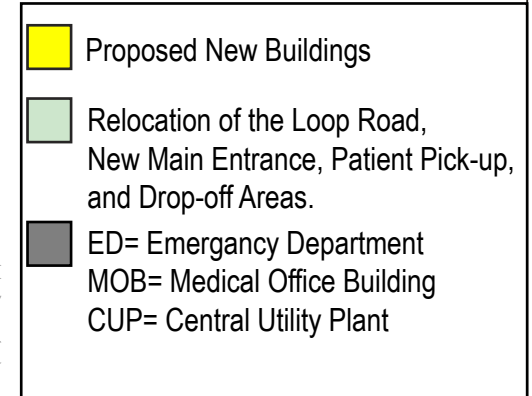 Proposed New Buildings
Relocation of the Loop Road,
New Main Entrance, Patient Pick-up,
and Drop-off Areas.
ED= Emergancy Department
MOB= Medical Office Building
CUP= Central Utility Plant